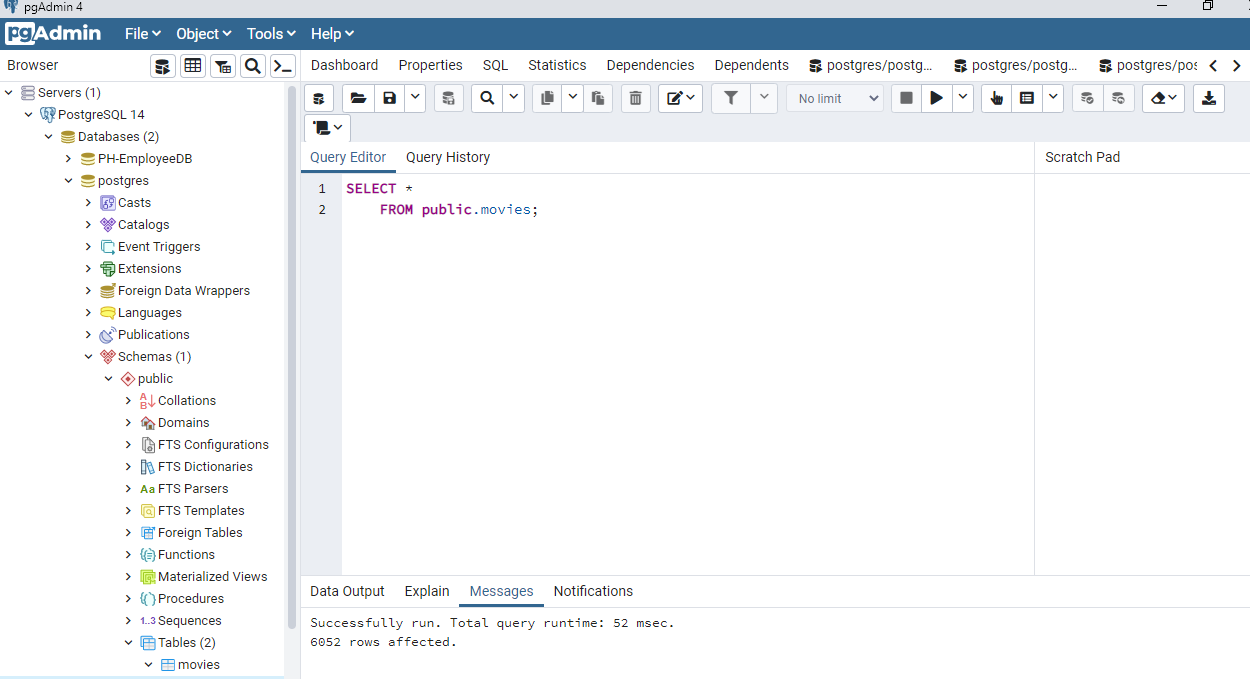 pgAdmin 4
pgAdmin File Object Tools Help
Browser
Dashboard Properties SQL Statistics Dependencies Dependents postgres/postg... postgres/postg... postgres/pos
Servers (1)
PostgreSQL 14
Databases (2)
PH-EmployeeDB
postgres
Casts
Catalogs
Event Triggers
Extensions
Foreign Data Wrappers
Languages
Publications
Schemas (1)
public
Collations
Domains
FTS Configurations
FTS Dictionaries
Aa FTS Parsers
FTS Templates
Foreign Tables
Functions
Materialized Views
Procedures
1..3 Sequences
Tables (2)
movies
No limit
Query Editor Query History
Scratch Pad
1 SELECT *
2 FROM public.movies;
Data Output Explain Messages Notifications
Successfully run. Total query runtime: 52 msec.
6052 rows affected.